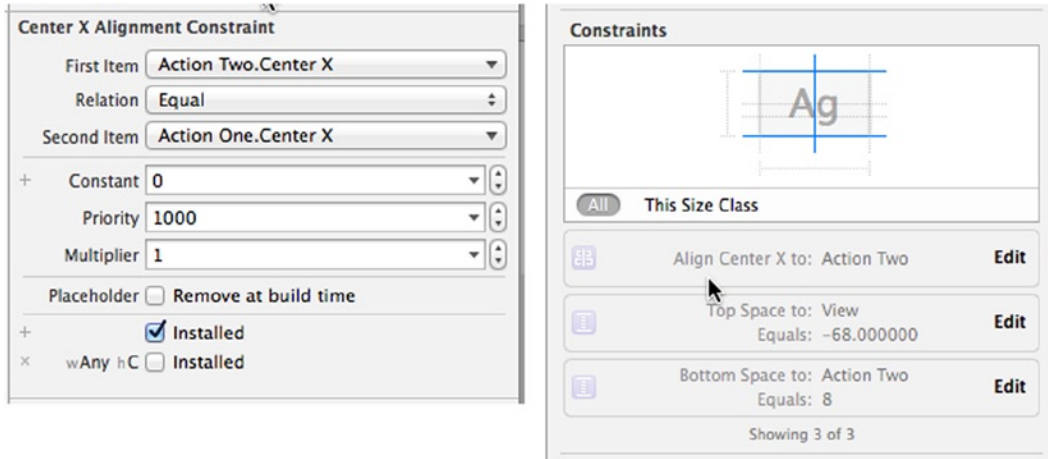 Center X Alignment Constraint
First Item Action Two.Center X
Relation Equal
Second Item Action One.Center X
+ Constant 0
Priority 1000
Multiplier 1
Placeholder Remove at build time
+ Installed
× wAny hC Installed
Constraints
Ag
All This Size Class
Align Center X to: Action Two Edit
Top Space to: View
Equals: -68.000000 Edit
Bottom Space to: Action Two
Equals: 8 Edit
Showing 3 of 3